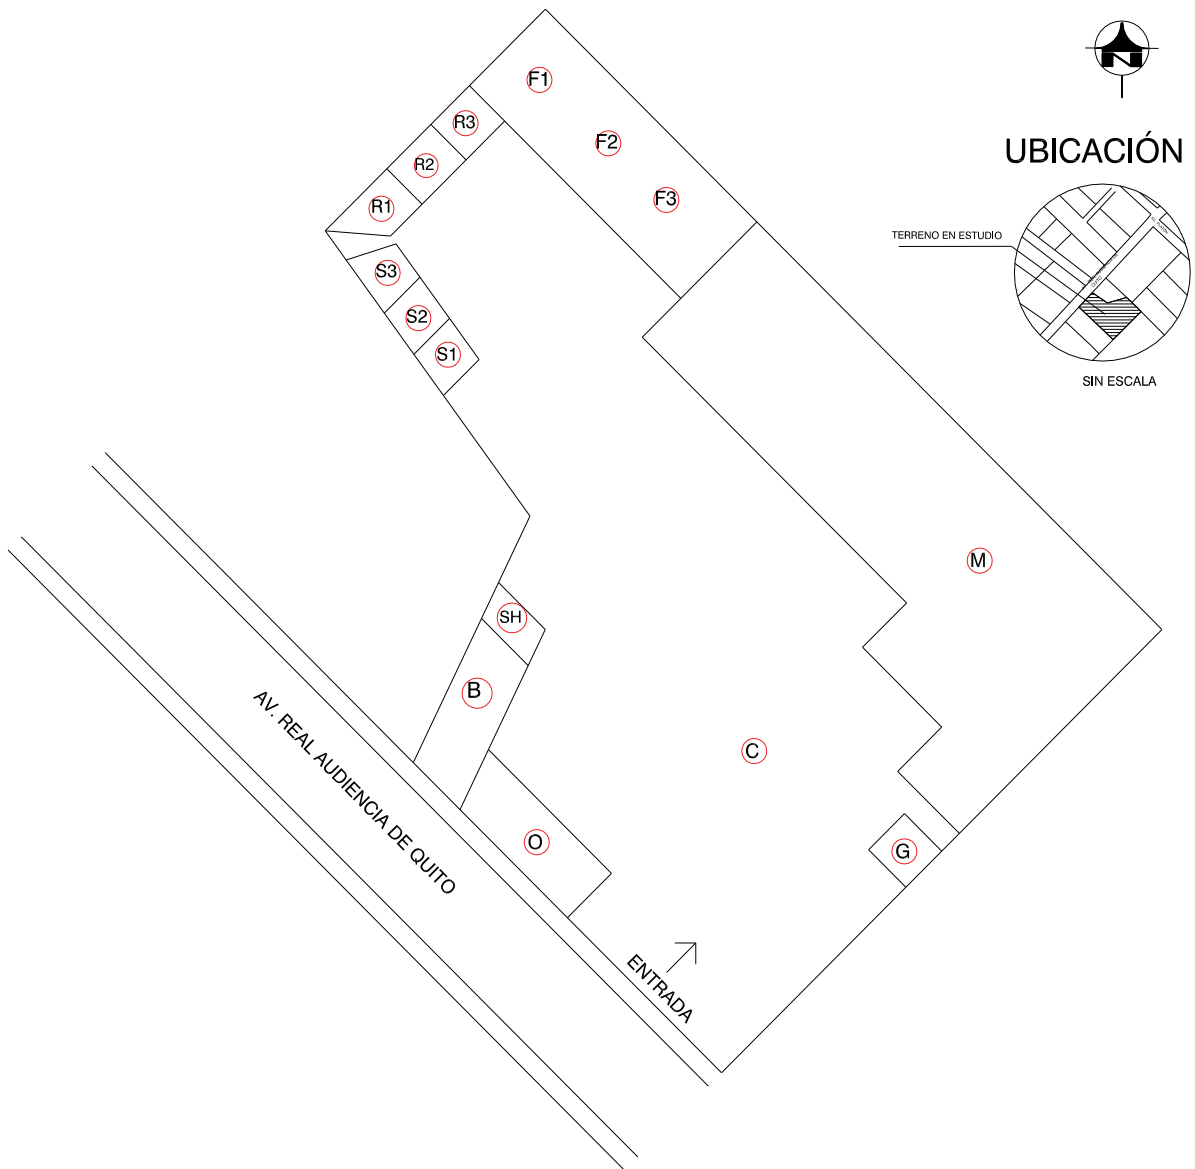 N
UBICACIÓN
TERRENO EN ESTUDIO
QUITO
SIN ESCALA
F1
F2
F3
R3
R2
R1
S3
S2
S1
M
SH
B
C
O
G
AV. REAL AUDIENCIA DE QUITO
ENTRADA